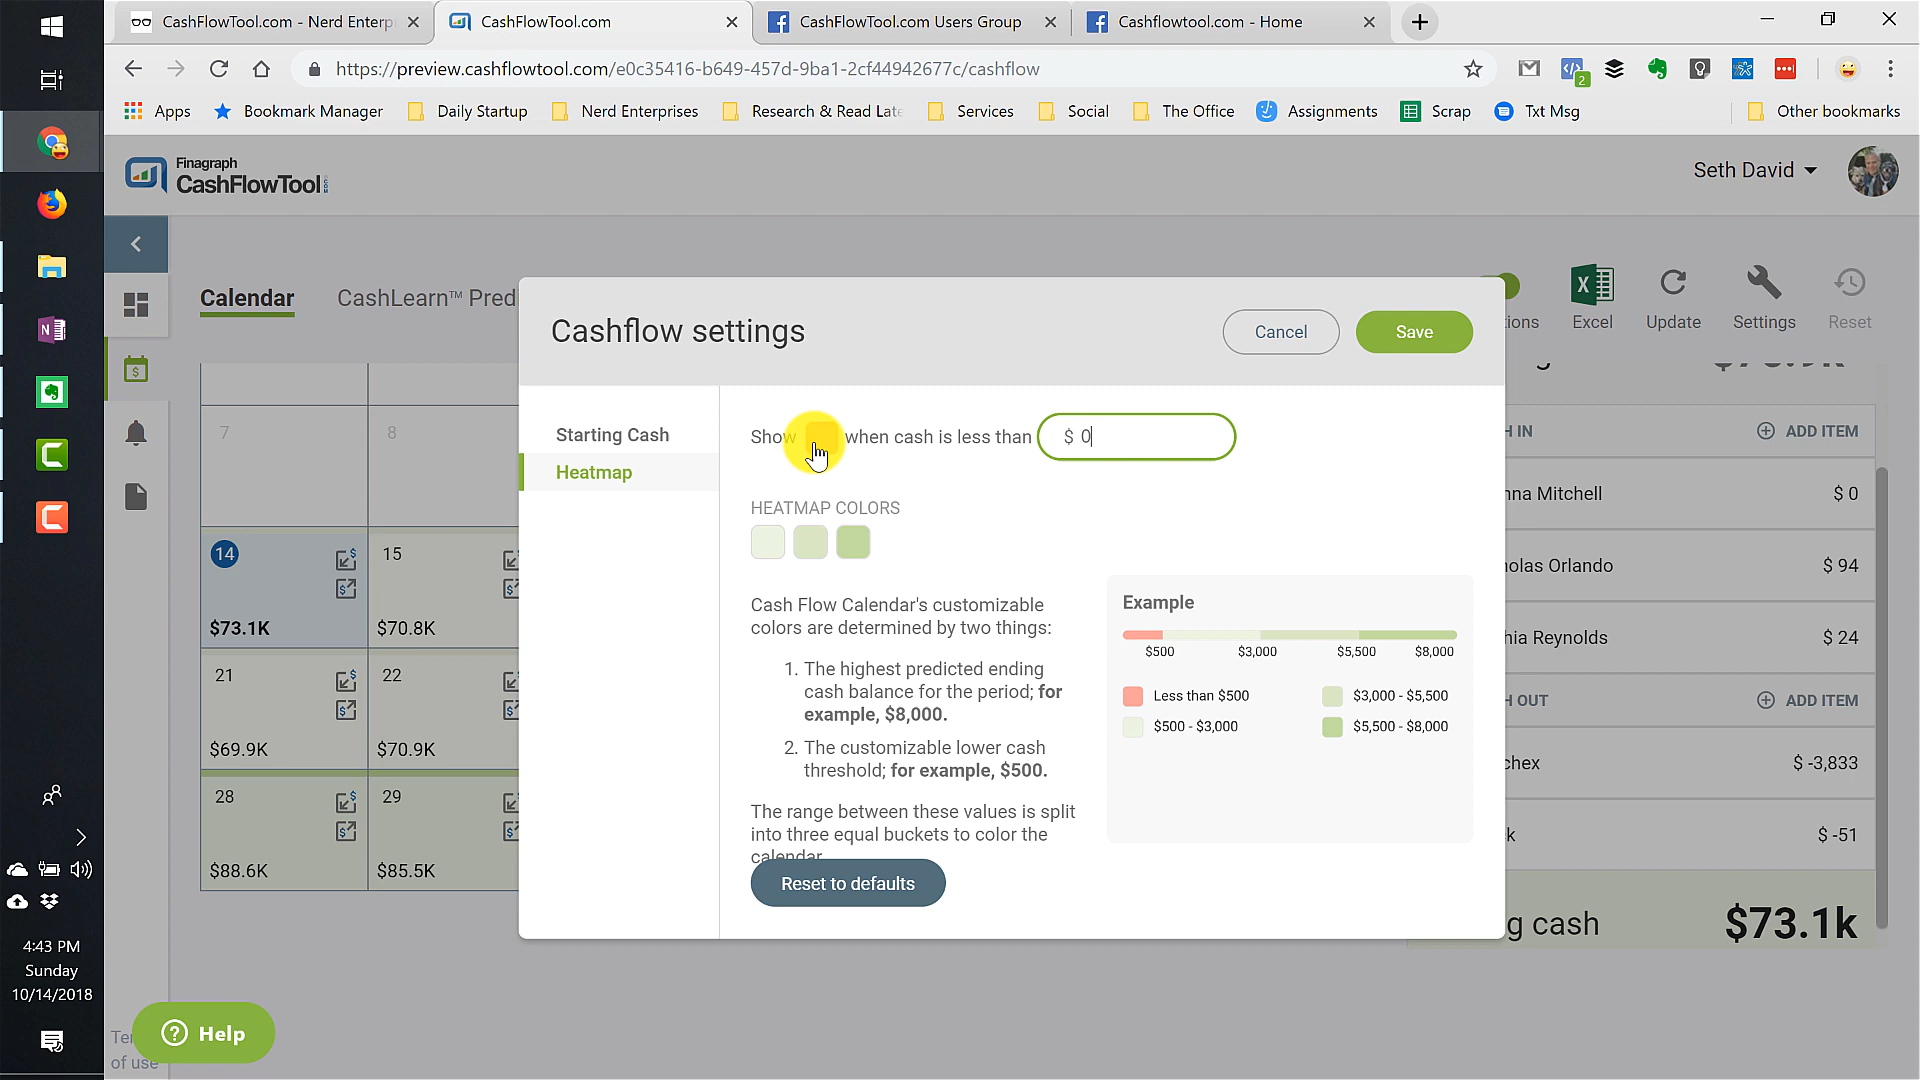 CashFlowTool.com - Nerd Enterp
CashFlowTool.com
CashFlowTool.com Users Group
Cashflowtool.com - Home
https://preview.cashflowtool.com/e0c35416-b649-457d-9ba1-2cf44942677c/cashflow
2
Apps
Bookmark Manager
Daily Startup
Nerd Enterprises
Research & Read Late
Services
Social
The Office
Assignments
Scrap
Txt Msg
Other bookmarks
Finagraph
CashFlowTool
Seth David
Calendar
CashLearn™ Predi
ions
Excel
Update
Settings
Reset
Cashflow settings
Cancel
Save
Starting Cash
Heatmap
Show when cash is less than $ 0
HEATMAP COLORS
Cash Flow Calendar's customizable
colors are determined by two things:
1. The highest predicted ending
cash balance for the period; for
example, $8,000.
2. The customizable lower cash
threshold; for example, $500.
The range between these values is split
into three equal buckets to color the
calendar.
Reset to defaults
Example
$500 $3,000 $5,500 $8,000
Less than $500
$3,000 - $5,500
$500 - $3,000
$5,500 - $8,000
7
8
14
15
$73.1K
$70.8K
21
22
$69.9K
$70.9K
28
29
$88.6K
$85.5K
H IN
ADD ITEM
nna Mitchell $ 0
olas Orlando $ 94
hia Reynolds $ 24
H OUT
ADD ITEM
chex $ -3,833
k $ -51
g cash $73.1k
4:43 PM
Sunday
10/14/2018
Help
Te
of use